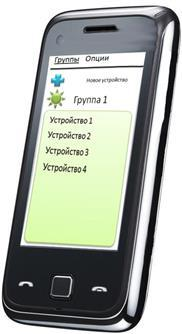 Группы Опции
Новое устройство
Группа 1
Устройство 1
Устройство 2
Устройство 3
Устройство 4